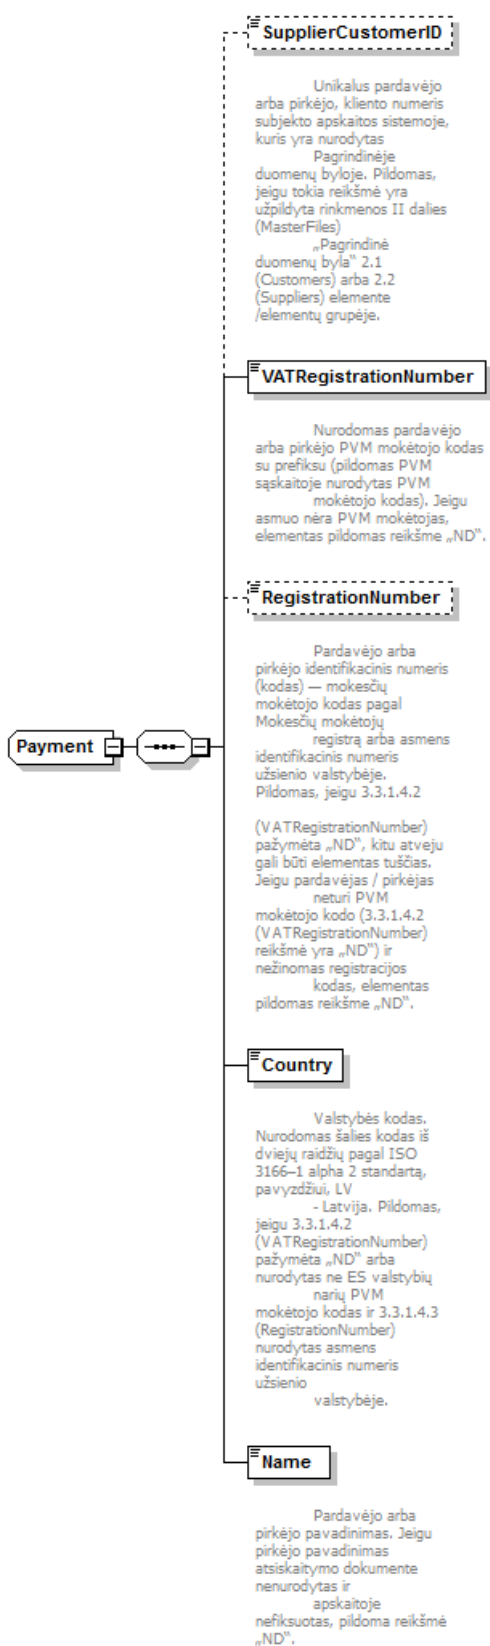 SupplierCustomerID
Unikalus pardavėjo
arba pirkėjo, kliento numeris
subjekto apskaitos sistemoje,
kuris yra nurodytas
Pagrindinėje
duomenų byloje. Pildomas,
jeigu tokia reikšmė yra
užpildyta rinkmenos II dalies
(MasterFiles)
„Pagrindinė
duomenų byla“ 2.1
(Customers) arba 2.2
(Suppliers) elemente
/elementų grupėje.
VATRegistrationNumber
Nurodomas pardavėjo
arba pirkėjo PVM mokėtojo kodas
su prefiksu (pildomas PVM
sąskaitoje nurodytas PVM
mokėtojo kodas). Jeigu
asmuo nėra PVM mokėtojas,
elementas pildomas reikšme „ND“.
RegistrationNumber
Pardavėjo arba
pirkėjo identifikacinis numeris
(kodas) — mokesčių
mokėtojo kodas pagal
Mokesčių mokėtojų
registrą arba asmens
identifikacinis numeris
užsienio valstybėje.
Pildomas, jeigu 3.3.1.4.2
(VATRegistrationNumber)
pažymėta „ND“, kitu atveju
gali būti elementas tuščias.
Jeigu pardavėjas / pirkėjas
neturi PVM
mokėtojo kodo (3.3.1.4.2
(VATRegistrationNumber)
reikšmė yra „ND“) ir
nežinomas registracijos
kodas, elementas
pildomas reikšme „ND“.
Payment
Country
Valstybės kodas.
Nurodomas šalies kodas iš
dviejų raidžių pagal ISO
3166–1 alpha 2 standartą,
pavyzdžiui, LV
- Latvija. Pildomas,
jeigu 3.3.1.4.2
(VATRegistrationNumber)
pažymėta „ND“ arba
nurodytas ne ES valstybių
narių PVM
mokėtojo kodas ir 3.3.1.4.3
(RegistrationNumber)
nurodytas asmens
identifikacinis numeris
užsienio
valstybėje.
Name
Pardavėjo arba
pirkėjo pavadinimas. Jeigu
pirkėjo pavadinimas
atsiskaitymo dokumente
nenurodytas ir
apskaitoje
nefiksuotas, pildoma reikšmė
„ND“.